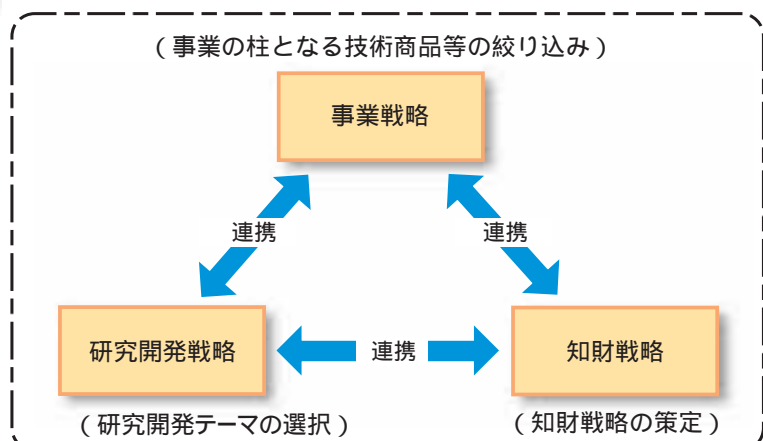 （事業の柱となる技術商品等の絞り込み）
事業戦略
連携
連携
研究開発戦略
連携
知財戦略
（研究開発テーマの選択）
（知財戦略の策定）